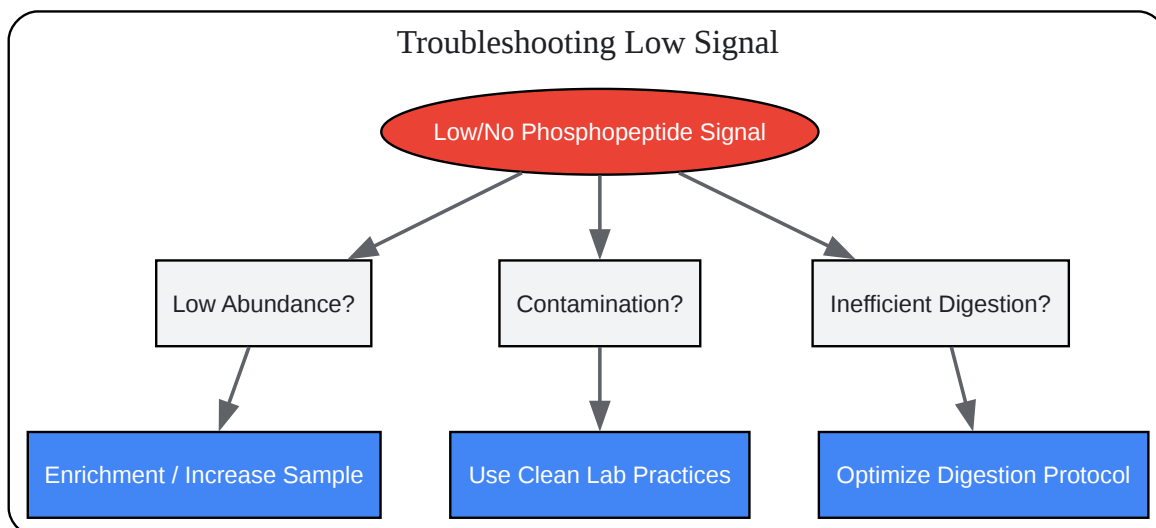 Troubleshooting Low Signal
Low/No Phosphopeptide Signal
Low Abundance?
Contamination?
Inefficient Digestion?
Enrichment / Increase Sample
Use Clean Lab Practices
Optimize Digestion Protocol